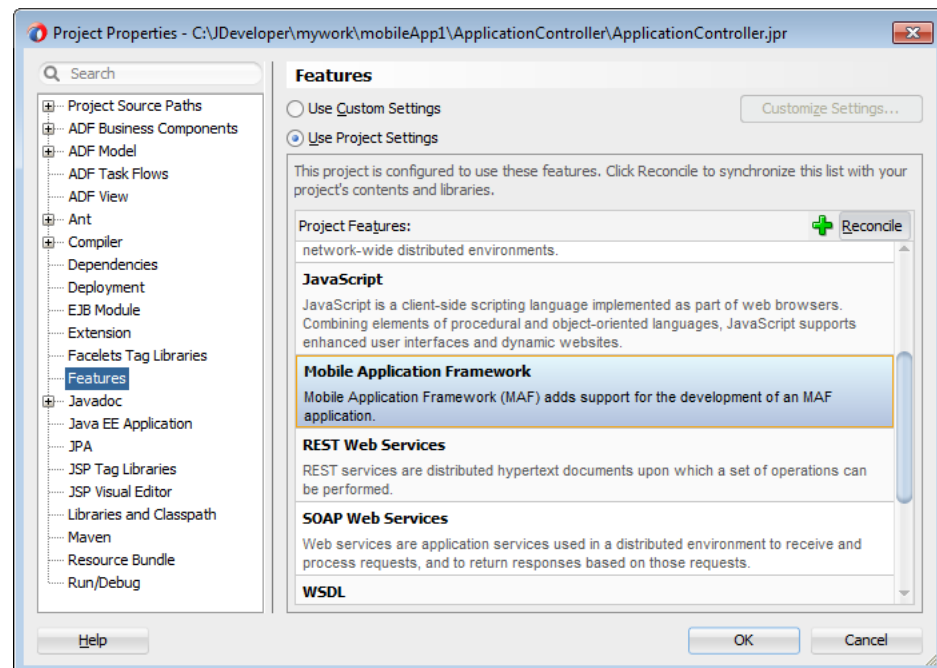 Project Properties - C:\JDeveloper\mywork\mobileApp1\ApplicationController\ApplicationController.jpr
Search
Project Source Paths
ADF Business Components
ADF Model
ADF Task Flows
ADF View
Ant
Compiler
Dependencies
Deployment
EJB Module
Extension
Facelets Tag Libraries
Features
Javadoc
Java EE Application
JPA
JSP Tag Libraries
JSP Visual Editor
Libraries and Classpath
Maven
Resource Bundle
Run/Debug
Features
Use Custom Settings
Customize Settings...
Use Project Settings
This project is configured to use these features. Click Reconcile to synchronize this list with your
project's contents and libraries.
Project Features:
Reconcile
network-wide distributed environments.
JavaScript
JavaScript is a client-side scripting language implemented as part of web browsers.
Combining elements of procedural and object-oriented languages, JavaScript supports
enhanced user interfaces and dynamic websites.
Mobile Application Framework
Mobile Application Framework (MAF) adds support for the development of an MAF
application.
REST Web Services
REST services are distributed hypertext documents upon which a set of operations can
be performed.
SOAP Web Services
Web services are application services used in a distributed environment to receive and
process requests, and to return responses based on those requests.
WSDL
Help
OK
Cancel